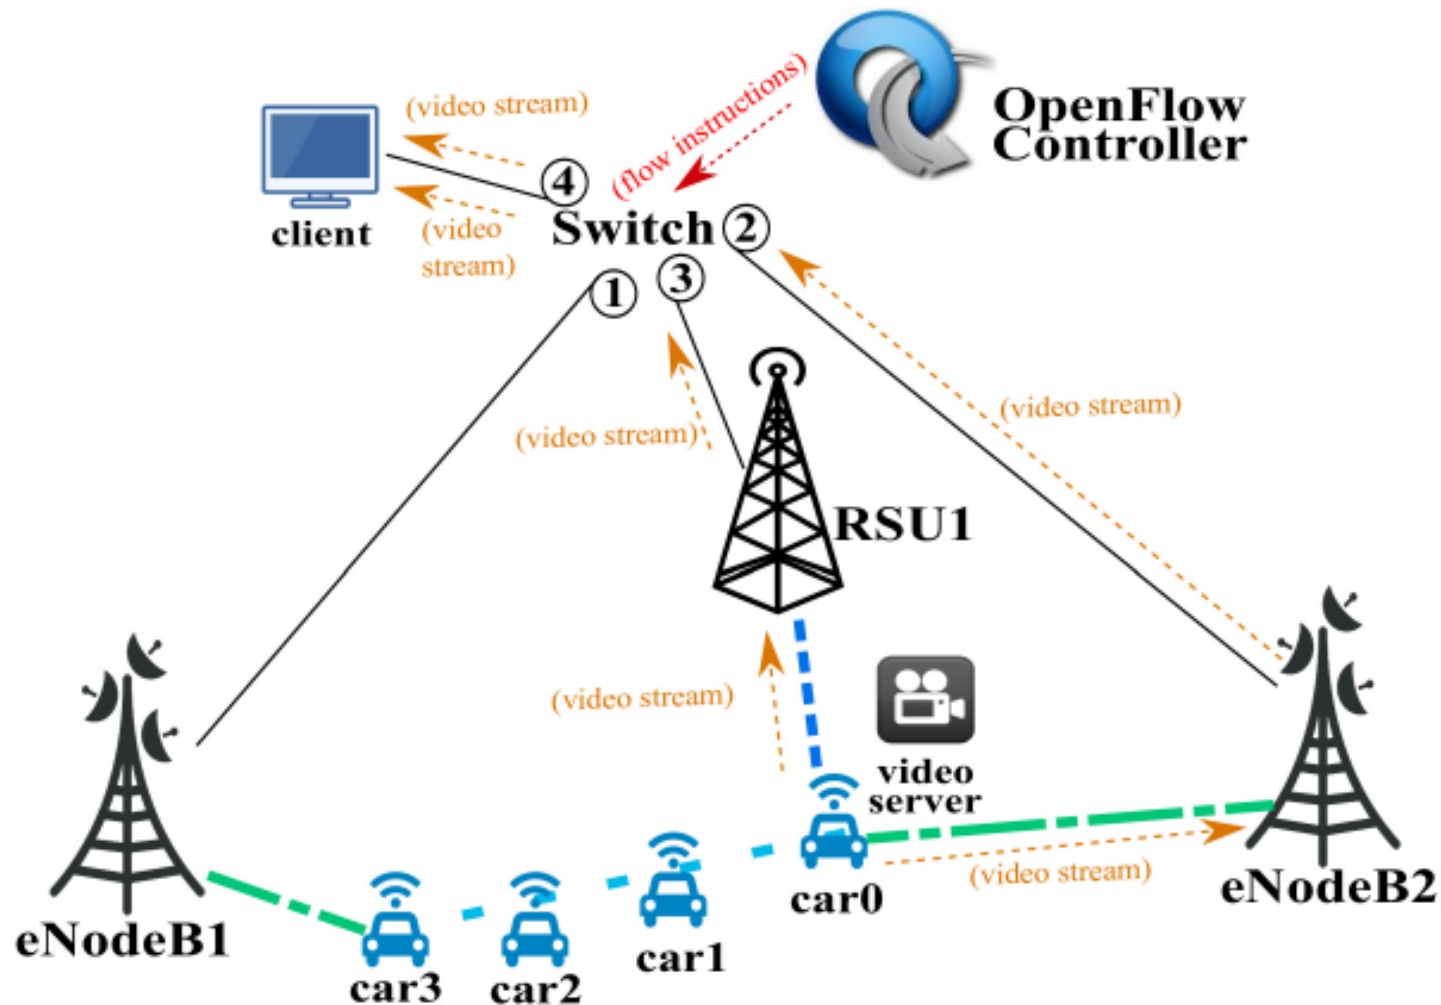 (video stream)
(flow instructions)
OpenFlow
Controller
4
client
Switch
2
(video
stream)
1
3
(video stream)
(video stream)
RSU1
(video stream)
video
server
(video stream)
car0
eNodeB2
eNodeB1
car1
car2
car3